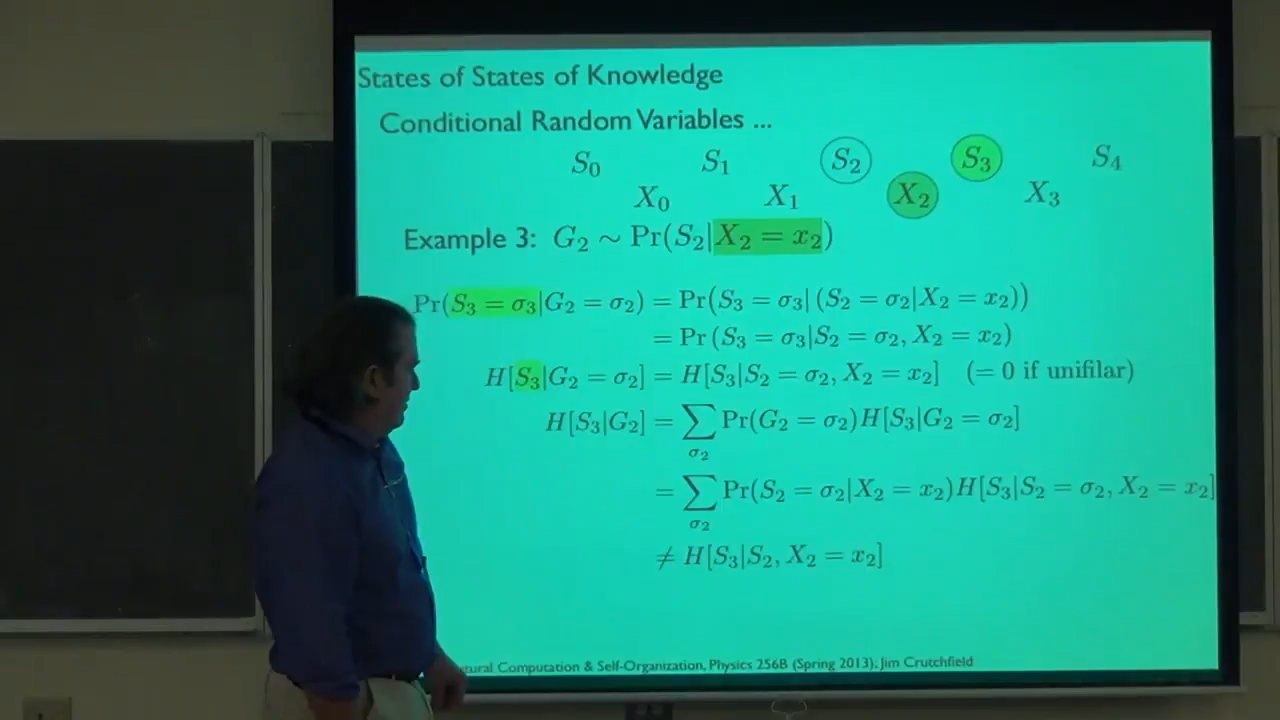 States of States of Knowledge
Conditional Random Variables ...
S₀ S₁ S₂ S₃ S₄
X₀ X₁ X₂ X₃
Example 3: G₂ ∼ Pr(S₂|X₂ = x₂)
Pr(S₃ = σ₃|G₂ = σ₂) = Pr(S₃ = σ₃| (S₂ = σ₂|X₂ = x₂))
= Pr (S₃ = σ₃|S₂ = σ₂, X₂ = x₂)
H[S₃|G₂ = σ₂] = H[S₃|S₂ = σ₂, X₂ = x₂] (= 0 if unifilar)
H[S₃|G₂] = ∑ Pr(G₂ = σ₂)H[S₃|G₂ = σ₂]
σ₂
= ∑ Pr(S₂ = σ₂|X₂ = x₂)H[S₃|S₂ = σ₂, X₂ = x₂]
σ₂
≠ H[S₃|S₂, X₂ = x₂]
Computation & Self-Organization, Physics 256B (Spring 2013), Jim Crutchfield